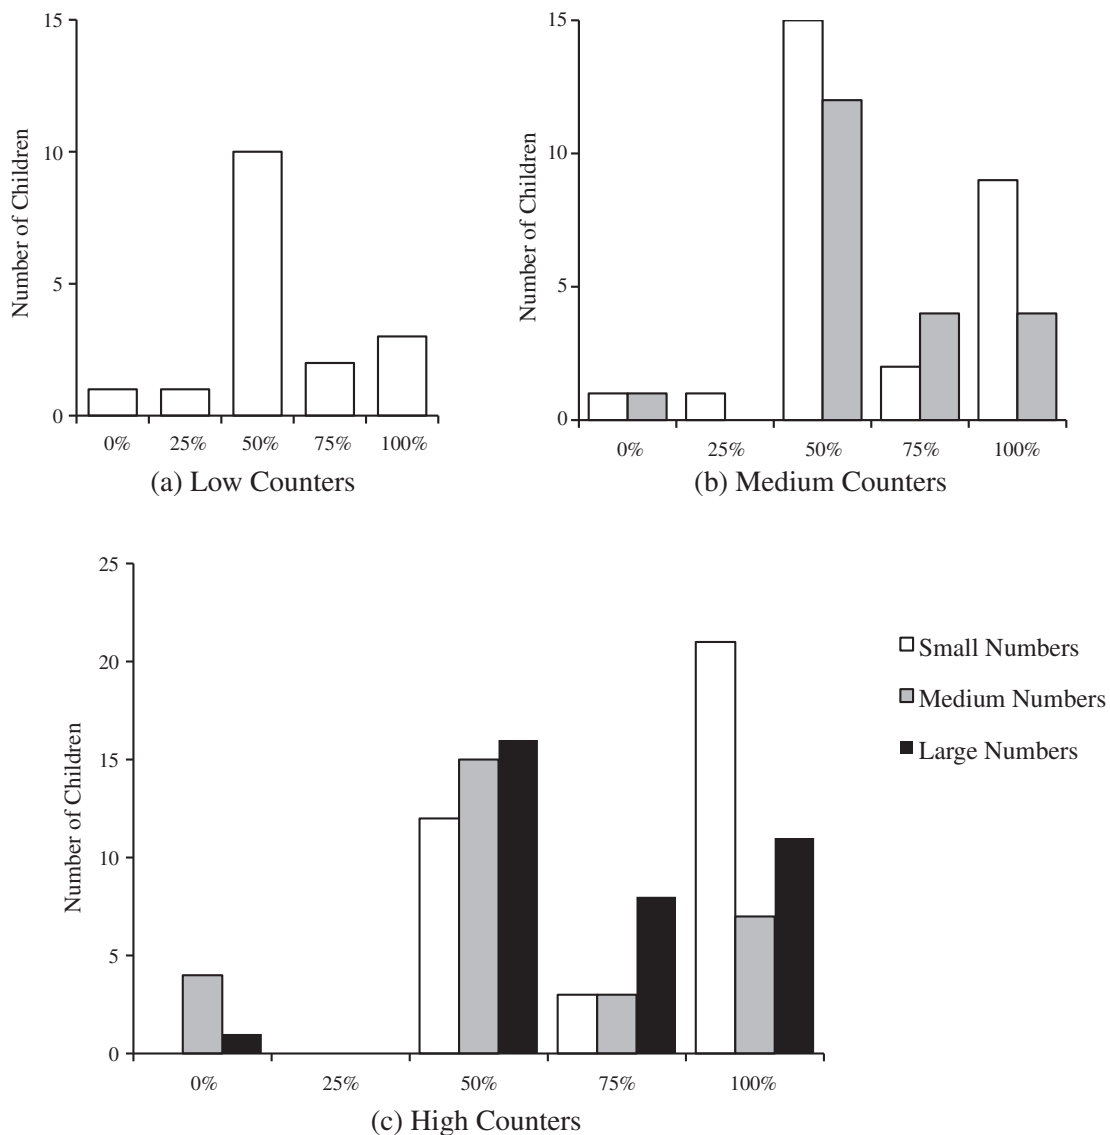 15
10
5
0
Number of Children
0% 25% 50% 75% 100%
(a) Low Counters
15
10
5
0
Number of Children
0% 25% 50% 75% 100%
(b) Medium Counters
25
20
15
10
5
0
Number of Children
0% 25% 50% 75% 100%
(c) High Counters
Small Numbers
Medium Numbers
Large Numbers